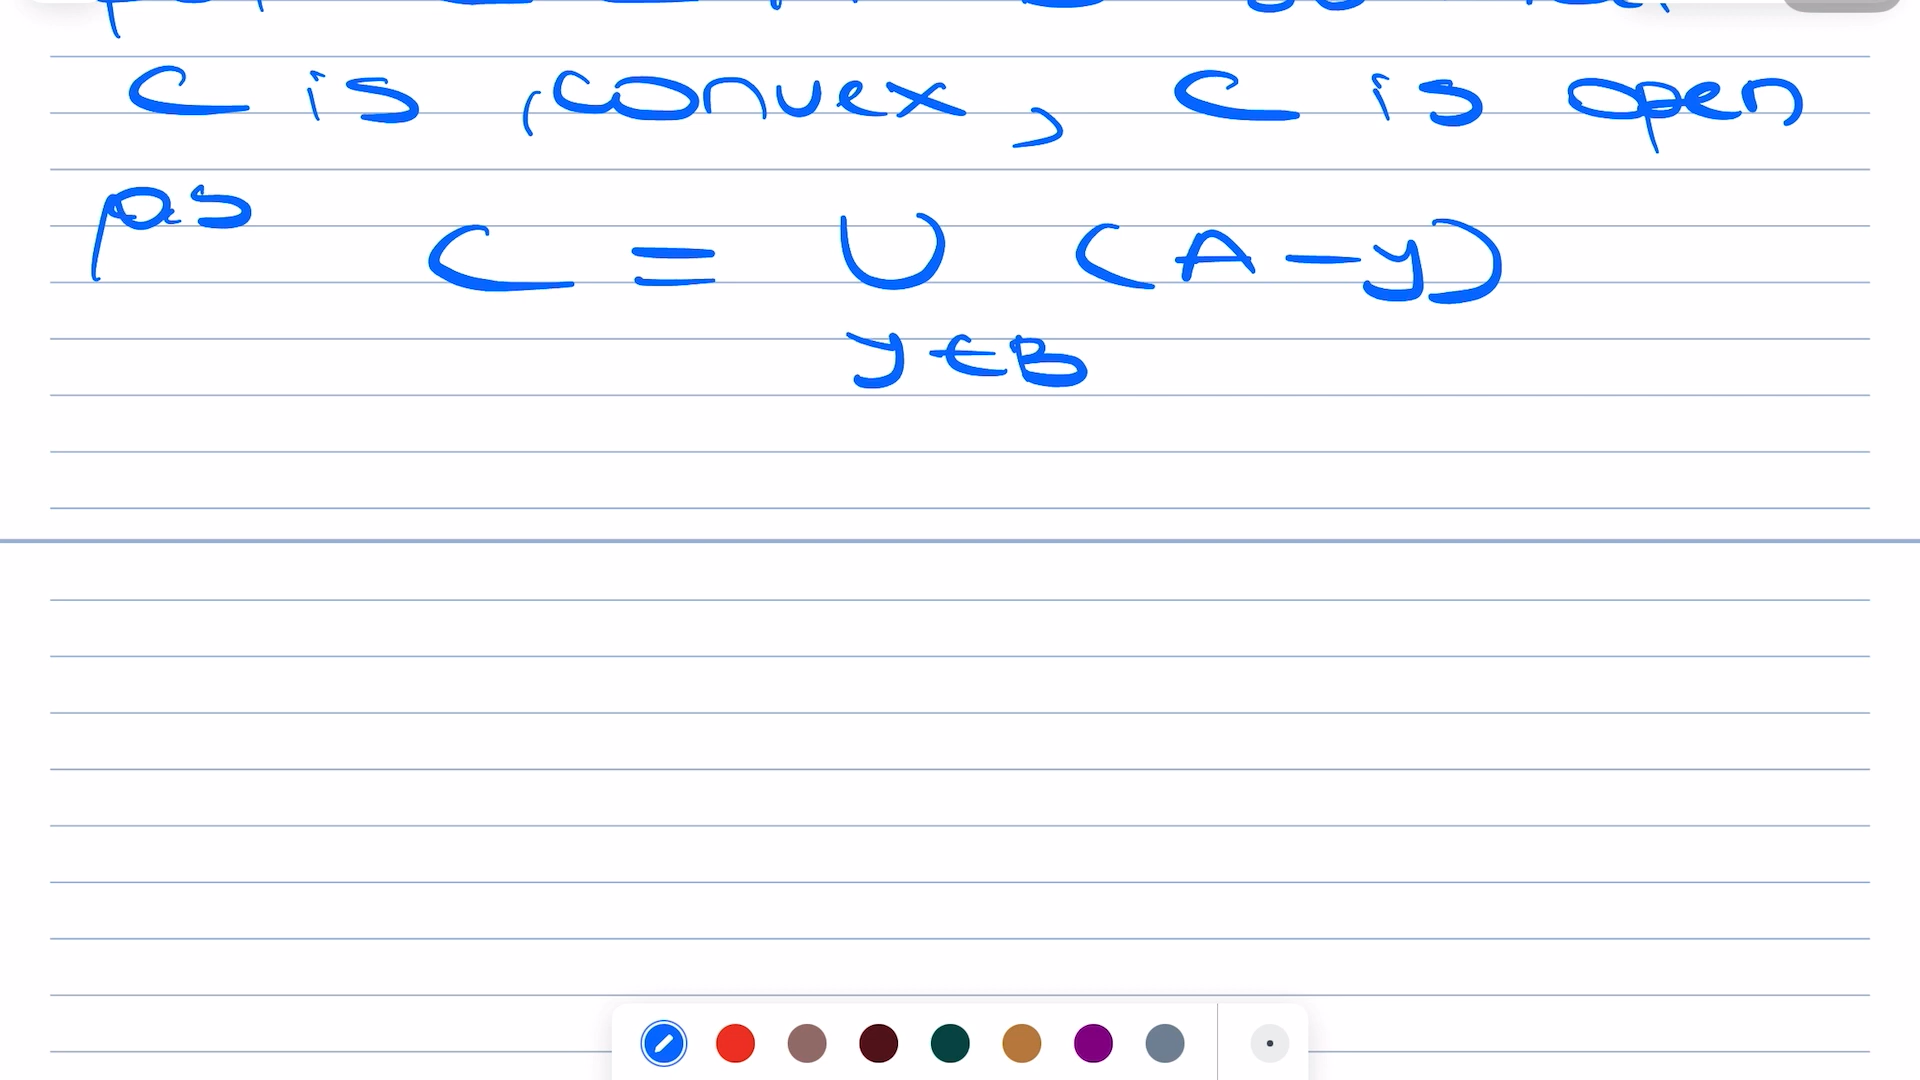 C is convex, C is open
as C = ∪ (A-y)
y∈B